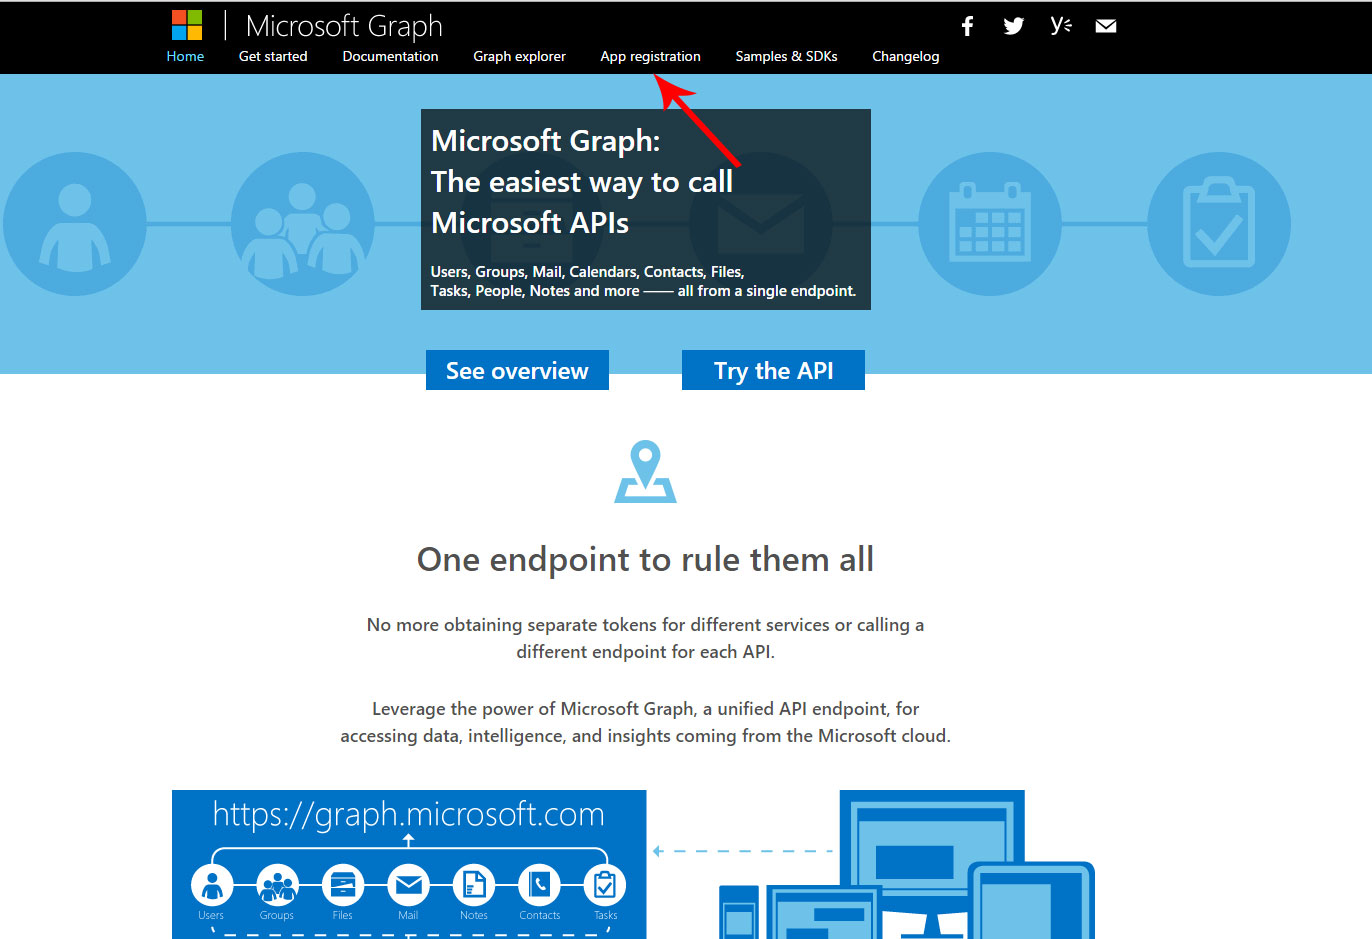 Microsoft Graph
Home Get started Documentation Graph explorer App registration Samples & SDKs Changelog
Microsoft Graph:
The easiest way to call
Microsoft APIs
Users, Groups, Mail, Calendars, Contacts, Files,
Tasks, People, Notes and more —— all from a single endpoint.
See overview Try the API
One endpoint to rule them all
No more obtaining separate tokens for different services or calling a
different endpoint for each API.
Leverage the power of Microsoft Graph, a unified API endpoint, for
accessing data, intelligence, and insights coming from the Microsoft cloud.
https://graph.microsoft.com
Users Groups Files Mail Notes Contacts Tasks